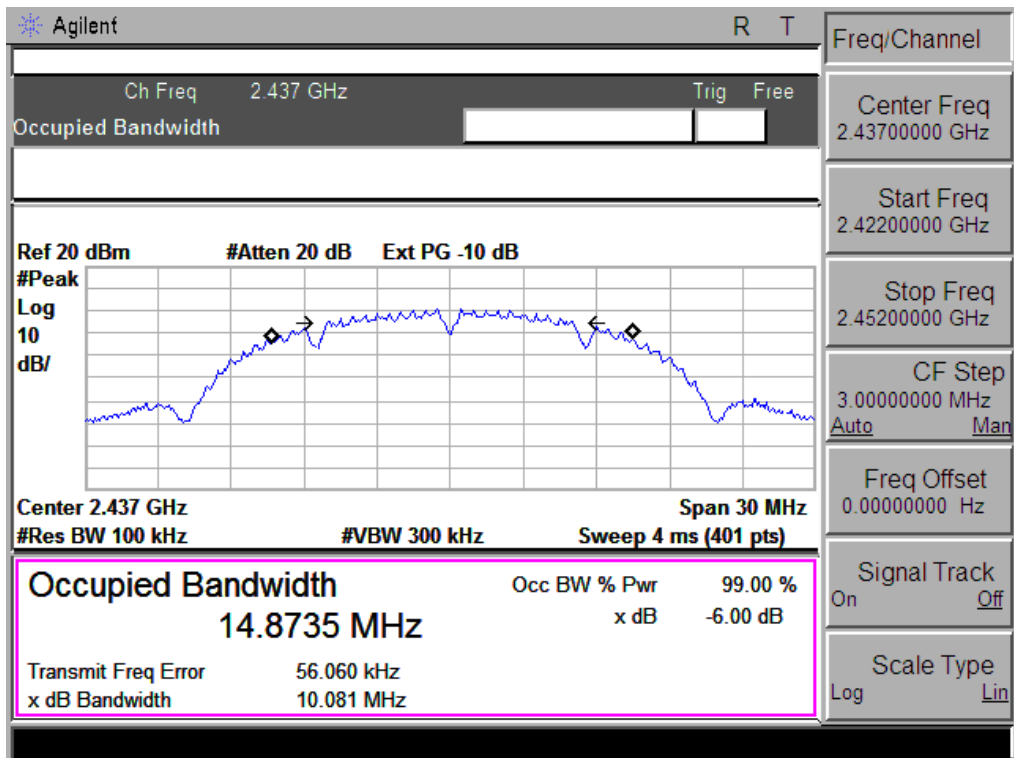 Agilent R T
Ch Freq 2.437 GHz Trig Free
Occupied Bandwidth
Ref 20 dBm #Atten 20 dB Ext PG -10 dB
#Peak
Log
10
dB/
Center 2.437 GHz Span 30 MHz
#Res BW 100 kHz #VBW 300 kHz Sweep 4 ms (401 pts)
Occupied Bandwidth Occ BW % Pwr 99.00 %
14.8735 MHz x dB -6.00 dB
Transmit Freq Error 56.060 kHz
x dB Bandwidth 10.081 MHz
Freq/Channel
Center Freq
2.43700000 GHz
Start Freq
2.42200000 GHz
Stop Freq
2.45200000 GHz
CF Step
3.00000000 MHz
Auto Man
Freq Offset
0.00000000 Hz
Signal Track
On Off
Scale Type
Log Lin